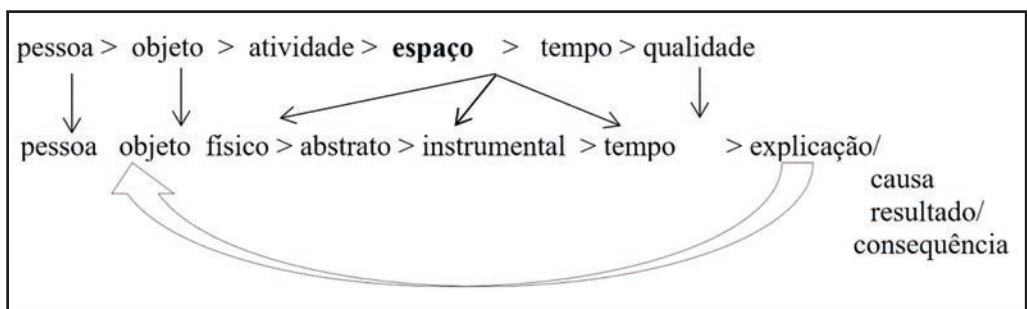 pessoa > objeto > atividade > espaço > tempo > qualidade
pessoa objeto físico > abstrato > instrumental > tempo > explicação/
causa
resultado/
consequência